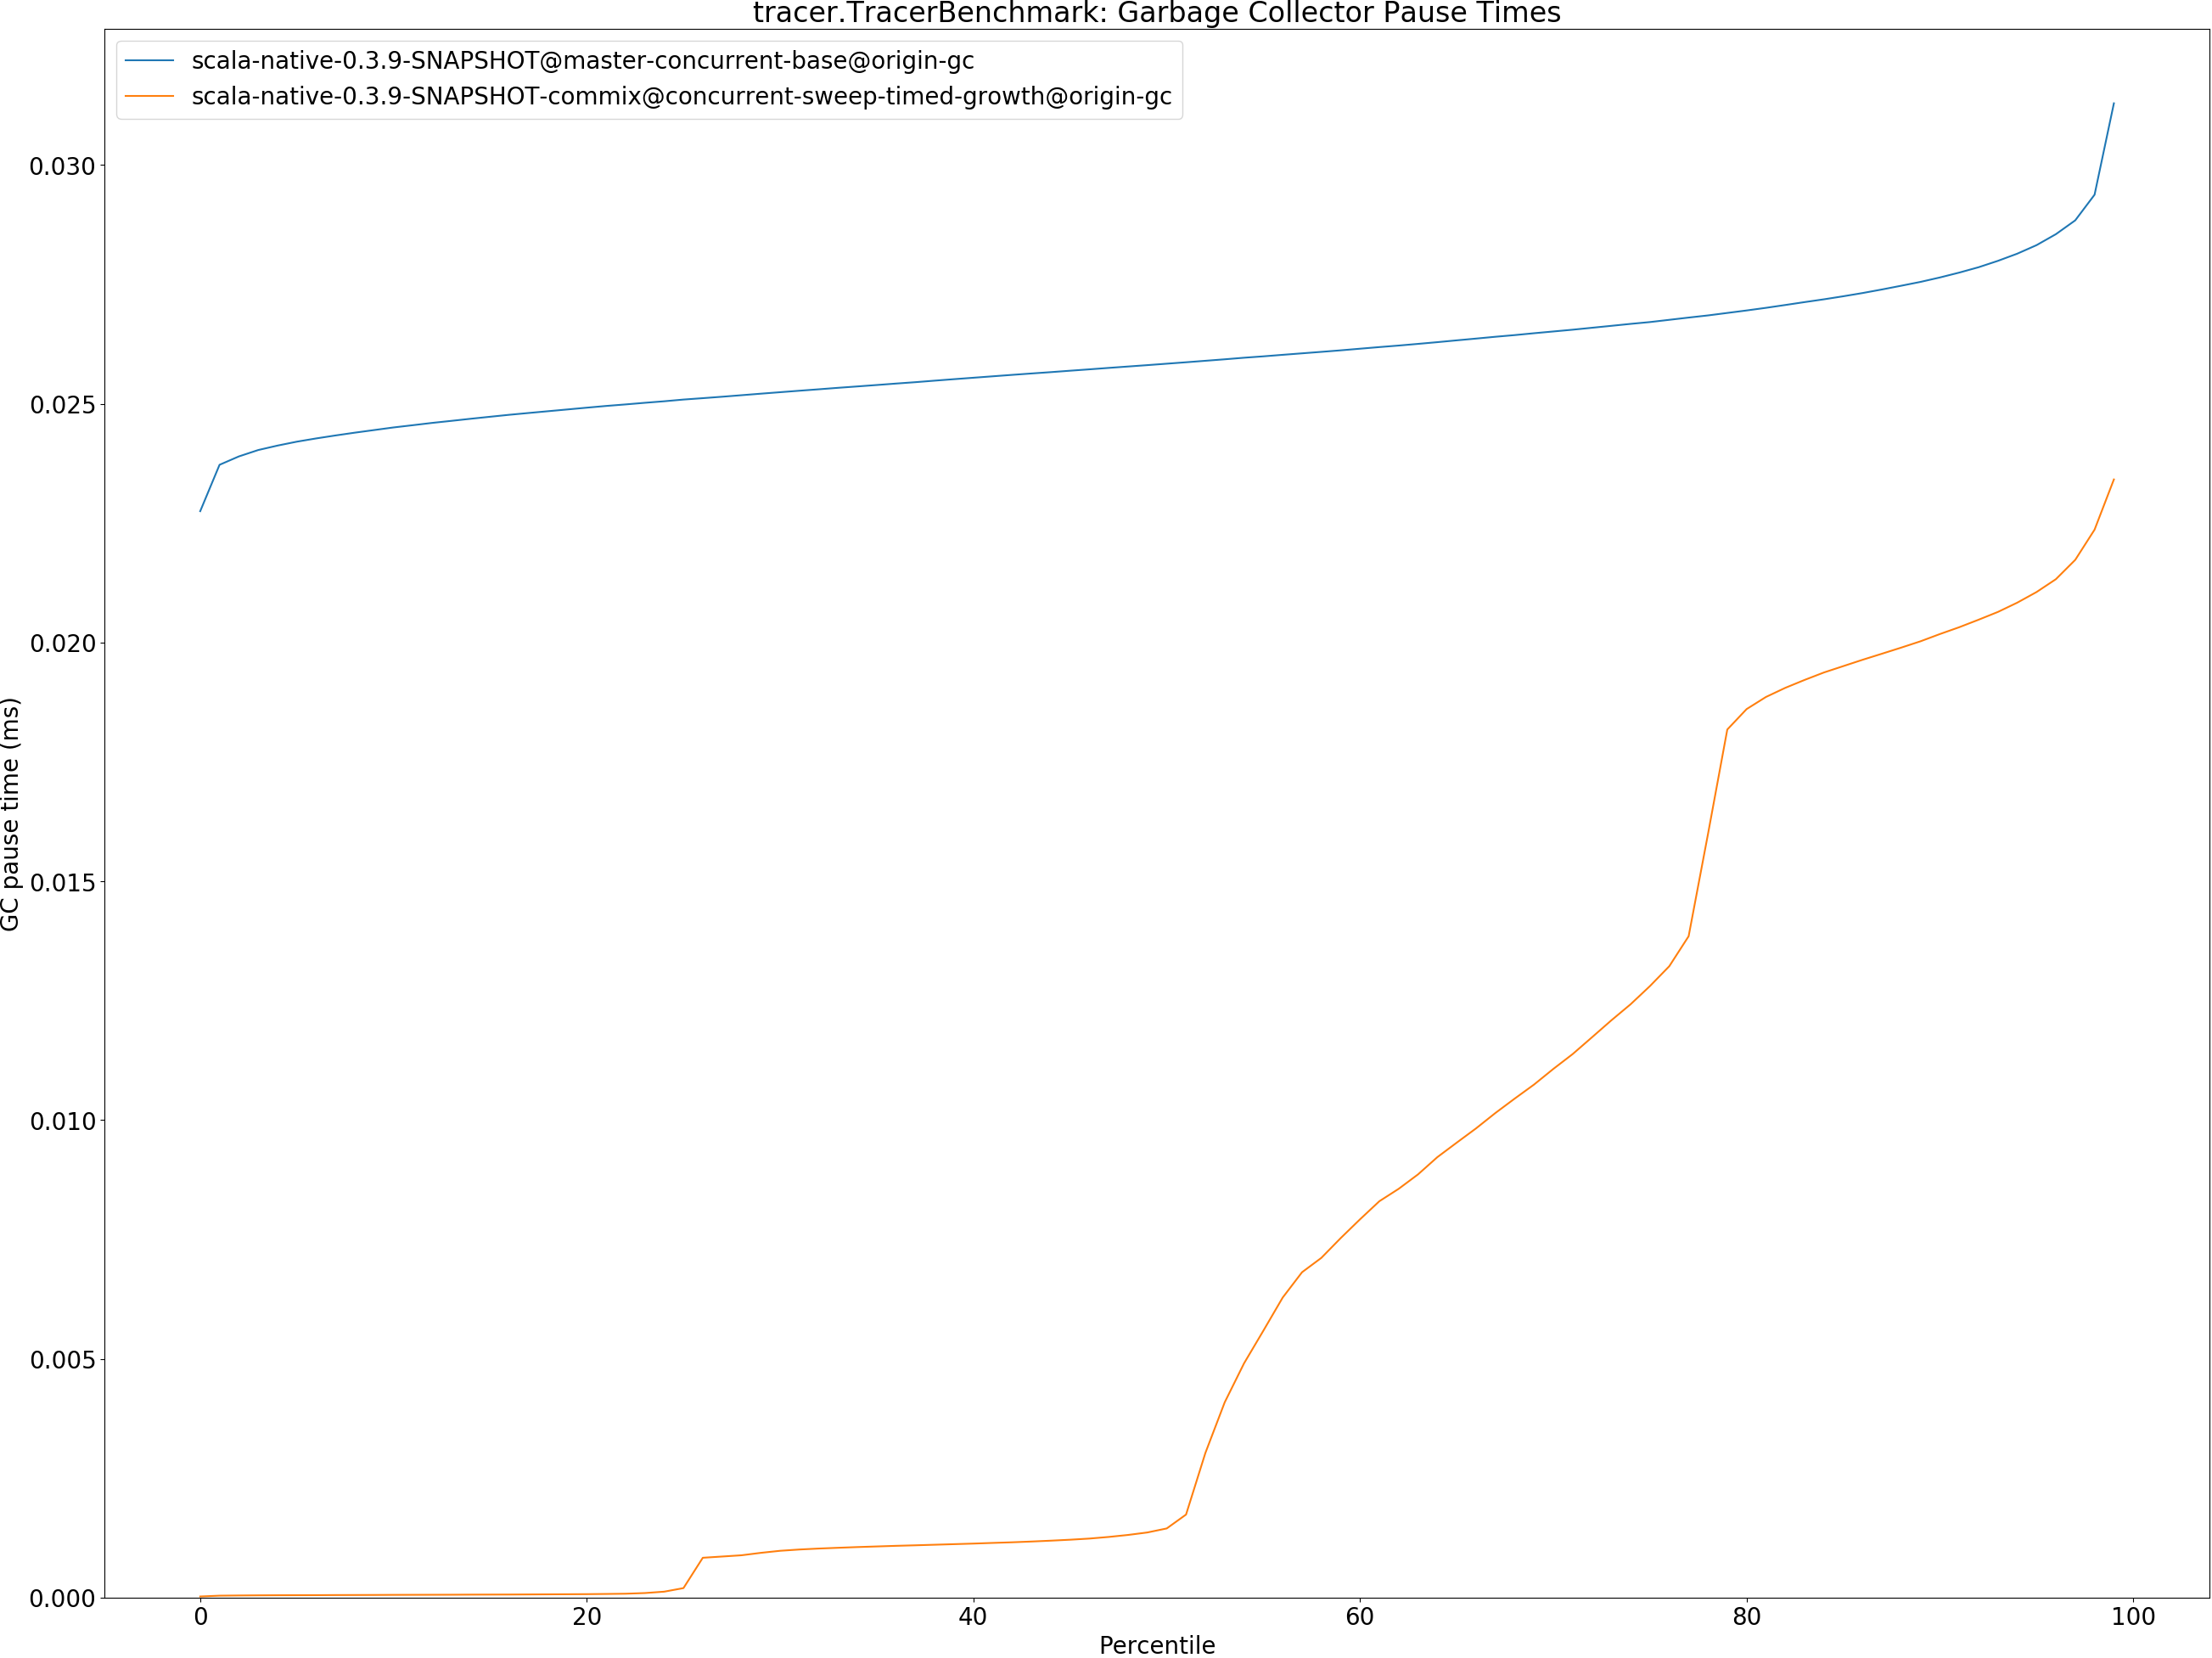 tracer.TracerBenchmark: Garbage Collector Pause Times
scala-native-0.3.9-SNAPSHOT@master-concurrent-base@origin-gc
scala-native-0.3.9-SNAPSHOT-commix@concurrent-sweep-timed-growth@origin-gc
GC pause time (ms)
0.030
0.025
0.020
0.015
0.010
0.005
0.000
0 20 40 60 80 100
Percentile